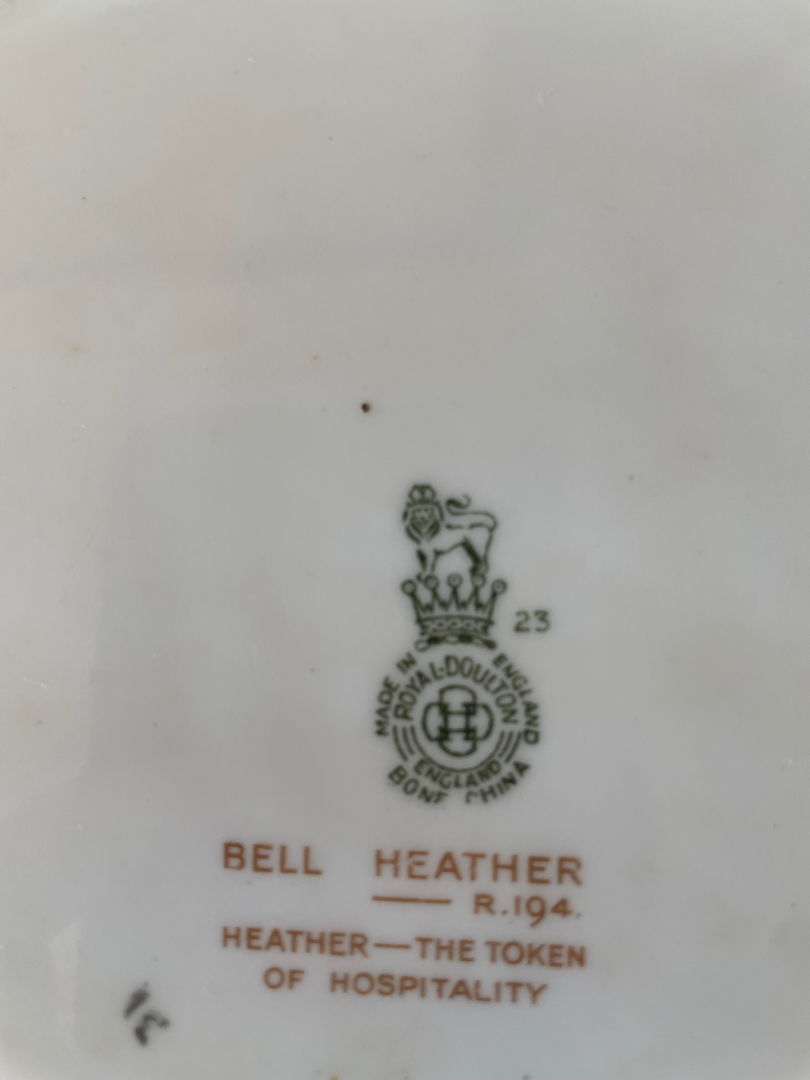 23
MADE IN ENGLAND
ROYAL-DOULTON
ENGLAND
BONE CHINA
BELL HEATHER
R.194.
HEATHER—THE TOKEN
OF HOSPITALITY